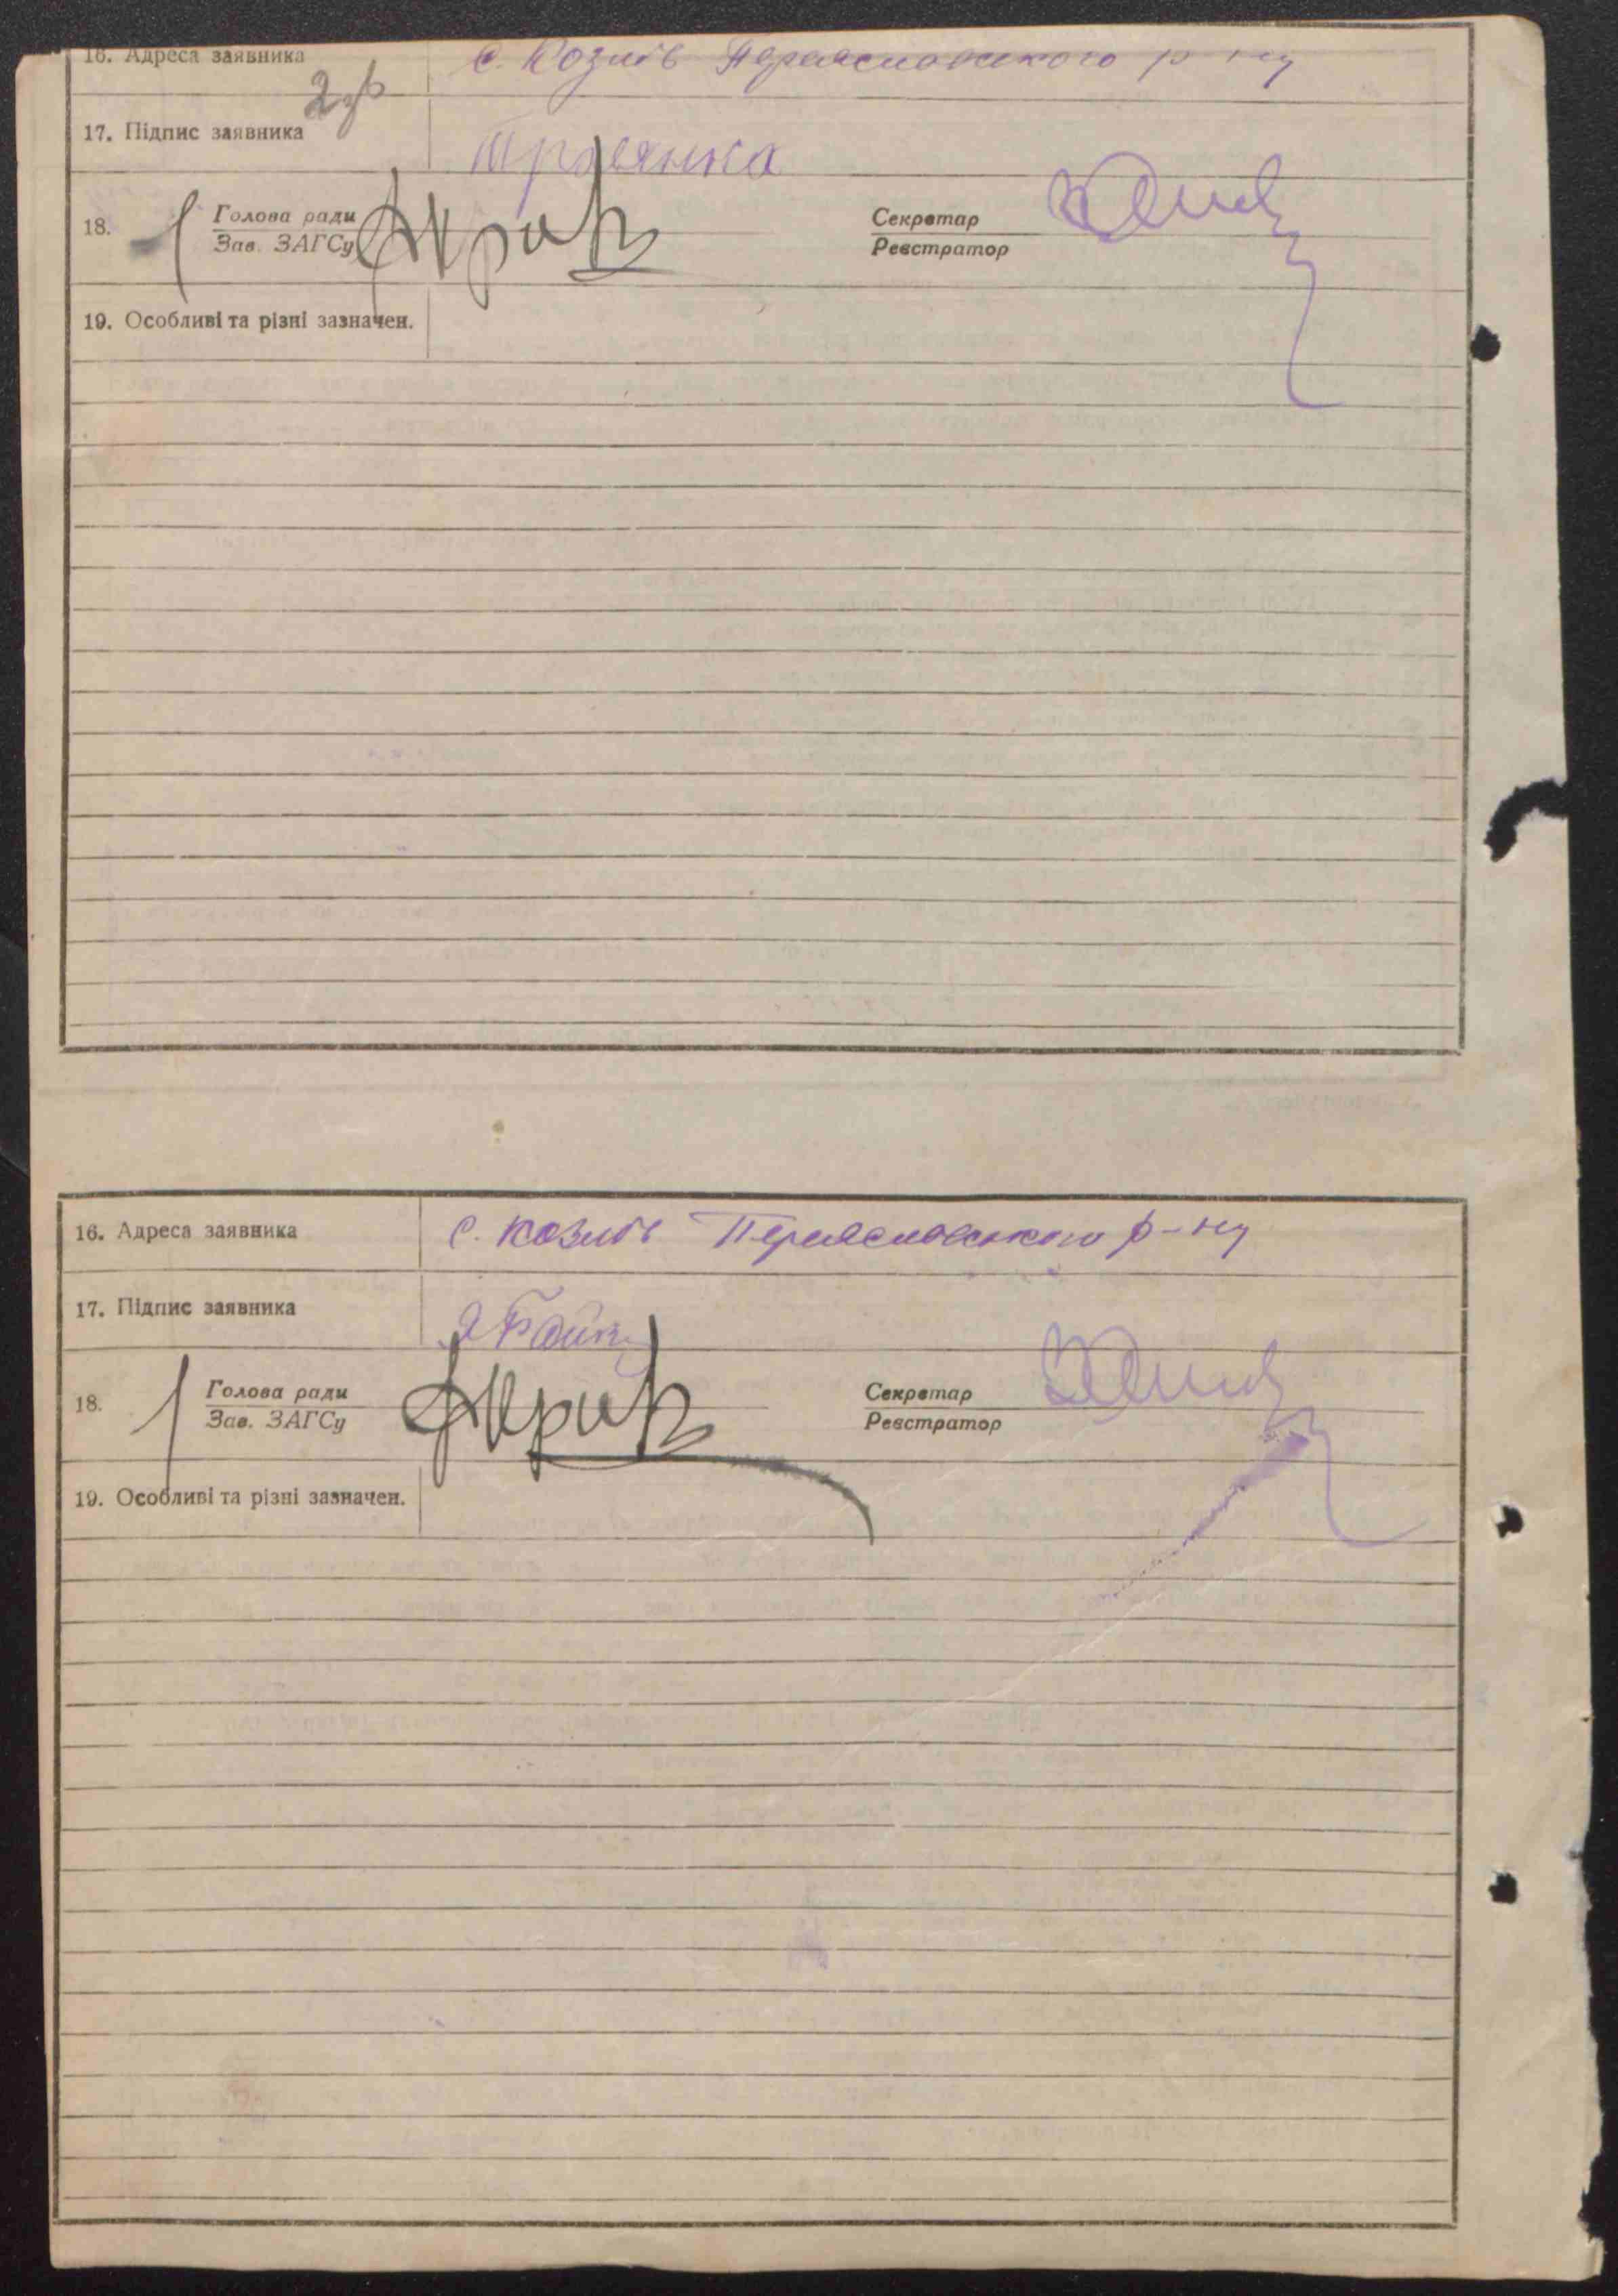 16. Адреса заявника с. Козлів Переяславського р-ну
2зв
17. Підпис заявника Троянка
18. Голова ради Секретар
Зав. ЗАГСу Реєстратор
19. Особливі та різні зазначен.
16. Адреса заявника с. Козлів Переяславського р-ну
17. Підпис заявника
18. Голова ради Секретар
Зав. ЗАГСу Реєстратор
19. Особливі та різні зазначен.